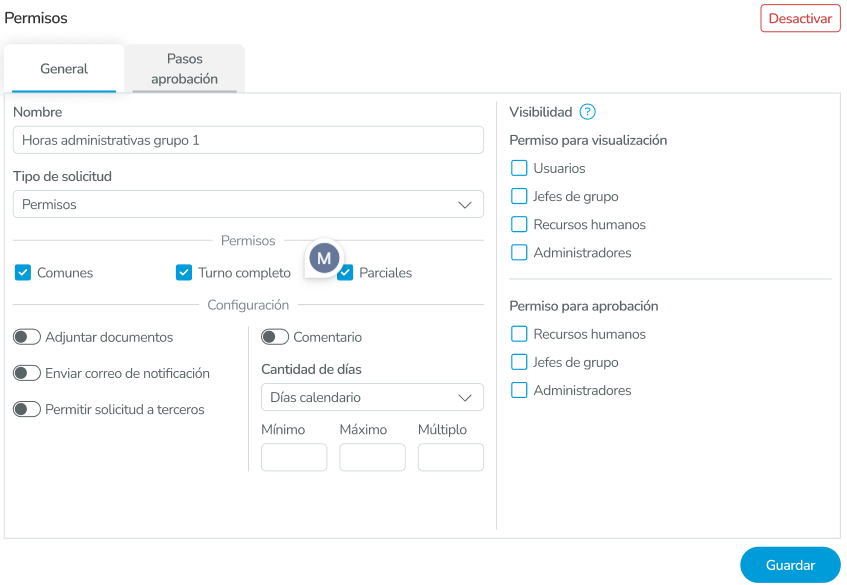 Permisos
Desactivar
General
Pasos
aprobación
Nombre
Horas administrativas grupo 1
Tipo de solicitud
Permisos
Permisos
M
Comunes
Turno completo
Parciales
Configuración
Adjuntar documentos
Enviar correo de notificación
Permitir solicitud a terceros
Comentario
Cantidad de días
Días calendario
Mínimo Máximo Múltiplo
Visibilidad ?
Permiso para visualización
Usuarios
Jefes de grupo
Recursos humanos
Administradores
Permiso para aprobación
Recursos humanos
Jefes de grupo
Administradores
Guardar